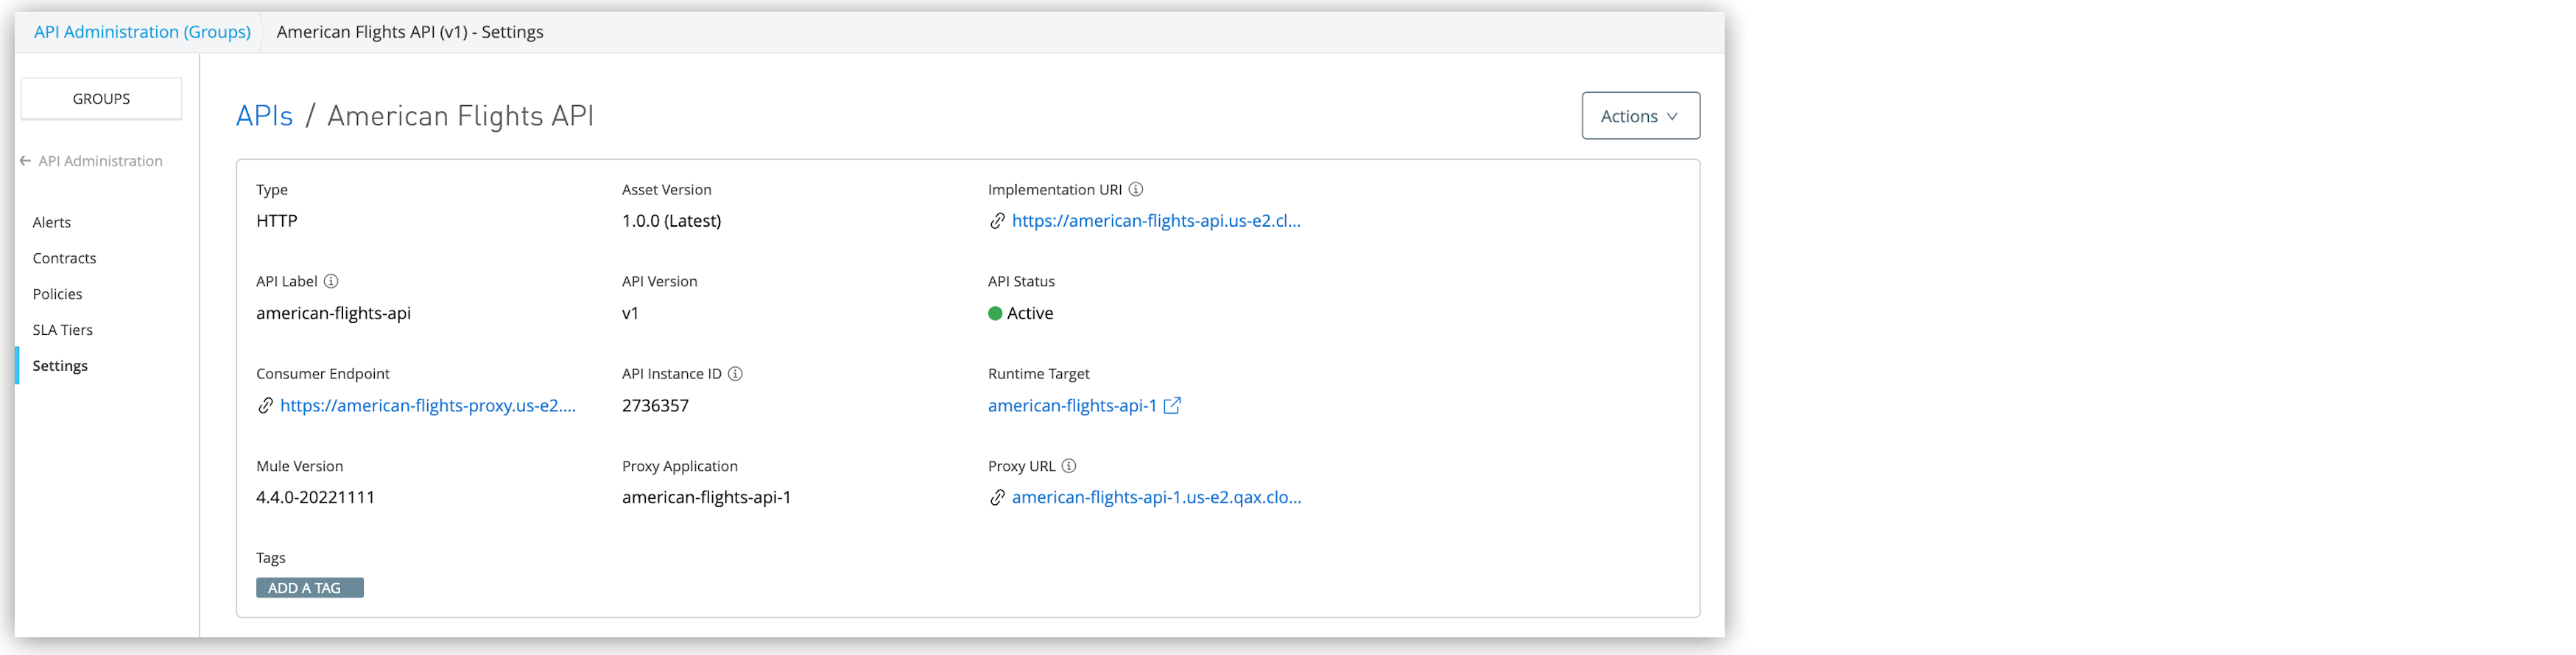 API Administration (Groups)
American Flights API (v1) - Settings
GROUPS
API Administration
Alerts
Contracts
Policies
SLA Tiers
Settings
APIs / American Flights API
Actions
Type
HTTP
Asset Version
1.0.0 (Latest)
Implementation URI
https://american-flights-api.us-e2.cl...
API Label
american-flights-api
API Version
v1
API Status
Active
Consumer Endpoint
https://american-flights-proxy.us-e2....
API Instance ID
2736357
Runtime Target
american-flights-api-1
Mule Version
4.4.0-20221111
Proxy Application
american-flights-api-1
Proxy URL
american-flights-api-1.us-e2.qax.clo...
Tags
ADD A TAG